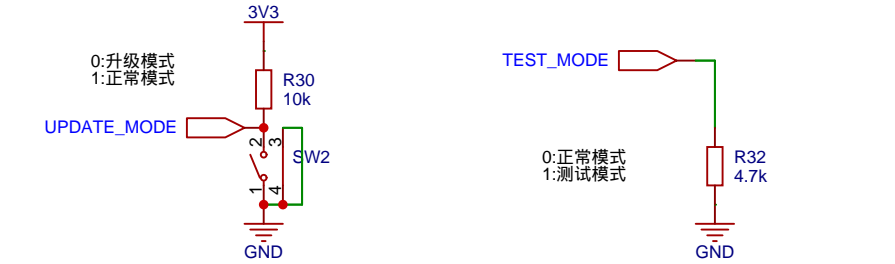 3V3
0:升级模式
1:正常模式
R30
10k
UPDATE_MODE
2
3
SW2
1
4
GND
TEST_MODE
0:正常模式
1:测试模式
R32
4.7k
GND